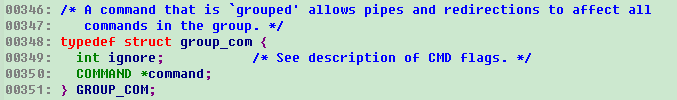 00346: /* A command that is `grouped' allows pipes and redirections to affect all
00347:    commands in the group. */
00348: typedef struct group_com {
00349:   int ignore;           /* See description of CMD flags. */
00350:   COMMAND *command;
00351: } GROUP_COM;